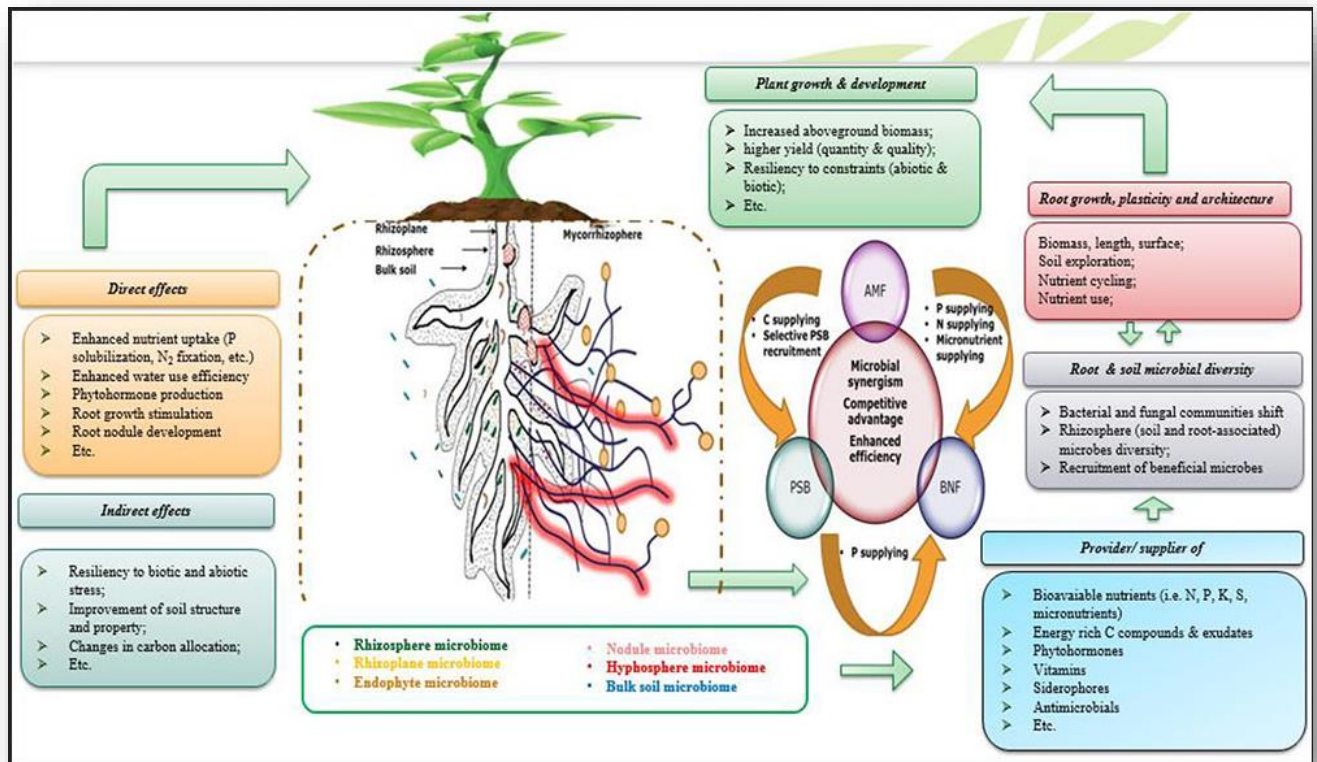 Plant growth & development
➢ Increased aboveground biomass;
➢ higher yield (quantity & quality);
➢ Resiliency to constraints (abiotic &
biotic);
➢ Etc.
Root growth, plasticity and architecture
Biomass, length, surface;
Soil exploration;
Nutrient cycling;
Nutrient use;
Rhizoplane
Rhizosphere
Bulk soil
Mycorrhizophere
Direct effects
➢ Enhanced nutrient uptake (P
solubilization, N₂ fixation, etc.)
➢ Enhanced water use efficiency
➢ Phytohormone production
➢ Root growth stimulation
➢ Root nodule development
➢ Etc.
Indirect effects
➢ Resiliency to biotic and abiotic
stress;
➢ Improvement of soil structure
and property;
➢ Changes in carbon allocation;
➢ Etc.
AMF
• C supplying
• Selective PSB
recruitment
• P supplying
• N supplying
• Micronutrient
supplying
Microbial
synergism
Competitive
advantage
Enhanced
efficiency
PSB
BNF
• P supplying
Root & soil microbial diversity
➢ Bacterial and fungal communities shift
➢ Rhizosphere (soil and root-associated)
microbes diversity;
➢ Recruitment of beneficial microbes
Provider/ supplier of
➢ Bioavaiable nutrients (i.e. N, P, K, S,
micronutrients)
➢ Energy rich C compounds & exudates
➢ Phytohormones
➢ Vitamins
➢ Siderophores
➢ Antimicrobials
➢ Etc.
• Rhizosphere microbiome
• Rhizoplane microbiome
• Endophyte microbiome
• Nodule microbiome
• Hyphosphere microbiome
• Bulk soil microbiome